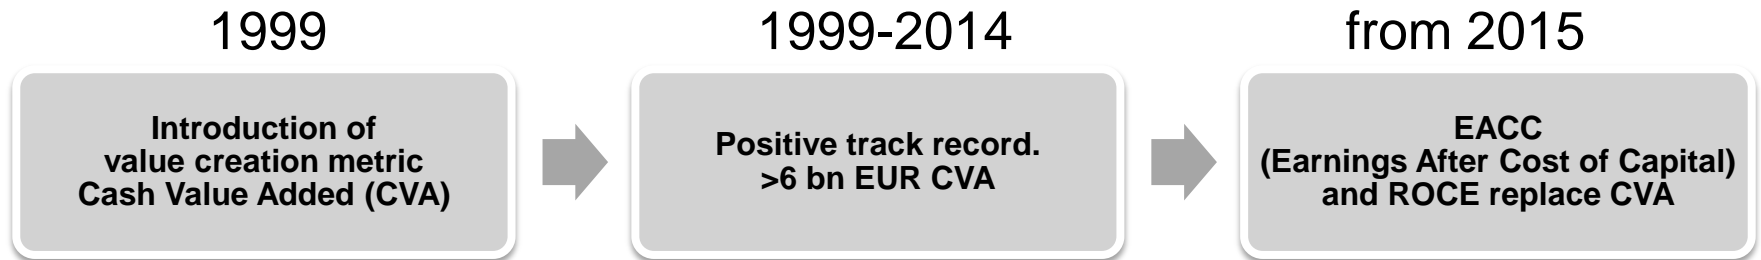 1999
Introduction of
value creation metric
Cash Value Added (CVA)
1999-2014
Positive track record.
>6 bn EUR CVA
from 2015
EACC
(Earnings After Cost of Capital)
and ROCE replace CVA